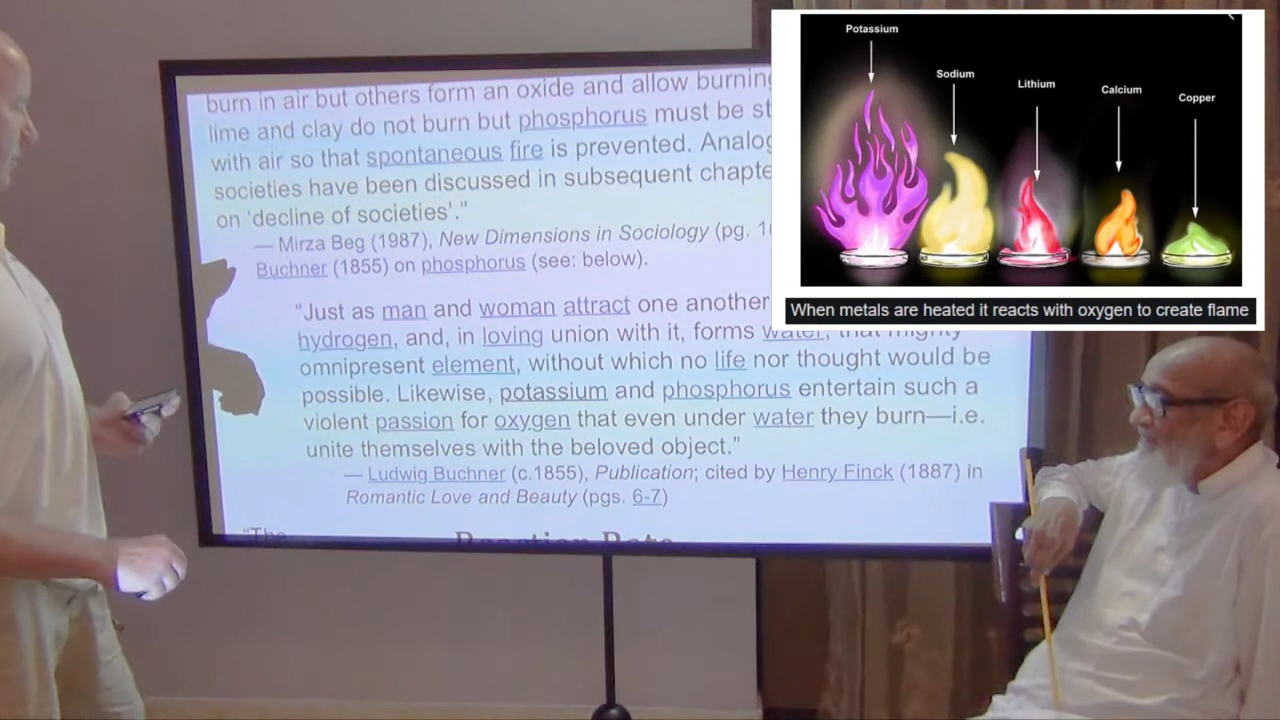 burn in air but others form an oxide and allow burning
lime and clay do not burn but phosphorus must be st
with air so that spontaneous fire is prevented. Analog
societies have been discussed in subsequent chapte
on 'decline of societies'.”
— Mirza Beg (1987), New Dimensions in Sociology (pg. 1
Buchner (1855) on phosphorus (see: below).
“Just as man and woman attract one another
hydrogen, and, in loving union with it, forms water, that mighty
omnipresent element, without which no life nor thought would be
possible. Likewise, potassium and phosphorus entertain such a
violent passion for oxygen that even under water they burn—i.e.
unite themselves with the beloved object.”
— Ludwig Buchner (c.1855), Publication; cited by Henry Finck (1887) in
Romantic Love and Beauty (pgs. 6-7)
“The
Reaction Rate
Potassium
Sodium
Lithium
Calcium
Copper
When metals are heated it reacts with oxygen to create flame